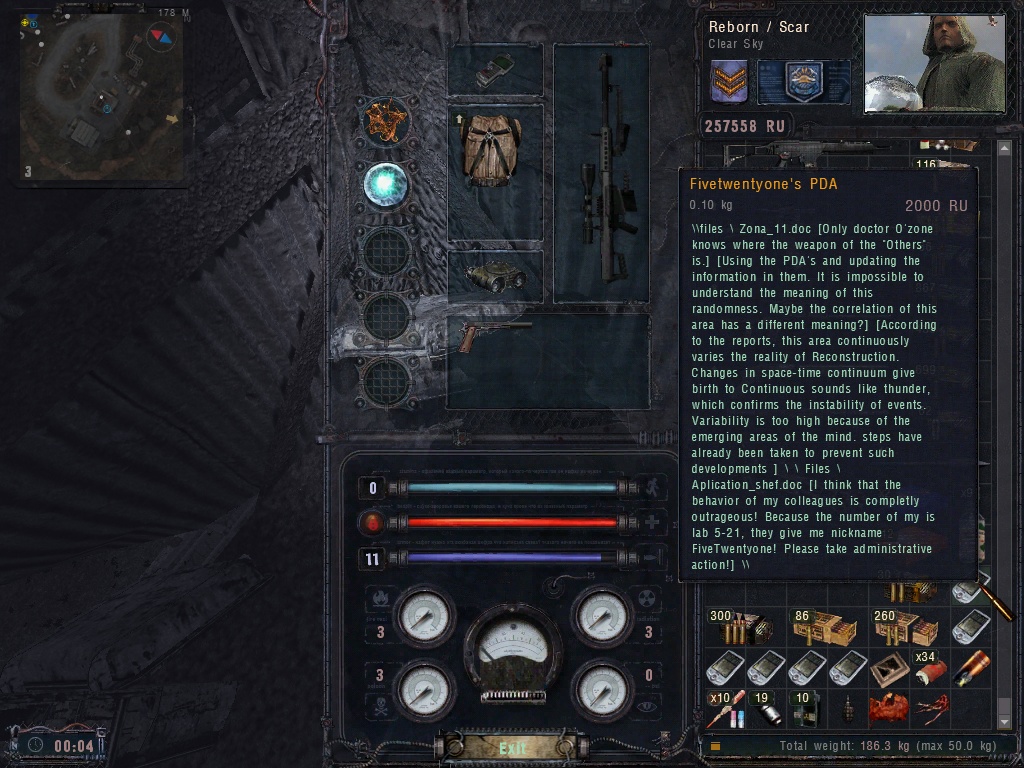 178 M
N
3
Reborn / Scar
Clear Sky
257558 RU
116
Fivetwentyone's PDA
0.10 kg
2000 RU
\\files \ Zona_11.doc [Only doctor O'zone
knows where the weapon of the "Others"
is.] [Using the PDA's and updating the
information in them. It is impossible to
understand the meaning of this
randomness. Maybe the correlation of this
area has a different meaning?] [According
to the reports, this area continuously
varies the reality of Reconstruction.
Changes in space-time continuum give
birth to Continuous sounds like thunder,
which confirms the instability of events.
Variability is too high because of the
emerging areas of the mind. steps have
already been taken to prevent such
developments ] \ \ Files \
Aplication_shef.doc [I think that the
behavior of my colleagues is completly
outrageous! Because the number of my is
lab 5-21, they give me nickname
FiveTwentyone! Please take administrative
action!] \\
0
11
3
3
3
0
300
86
260
x34
x10
19
10
00:04
Exit
Total weight: 186.3 kg (max 50.0 kg)